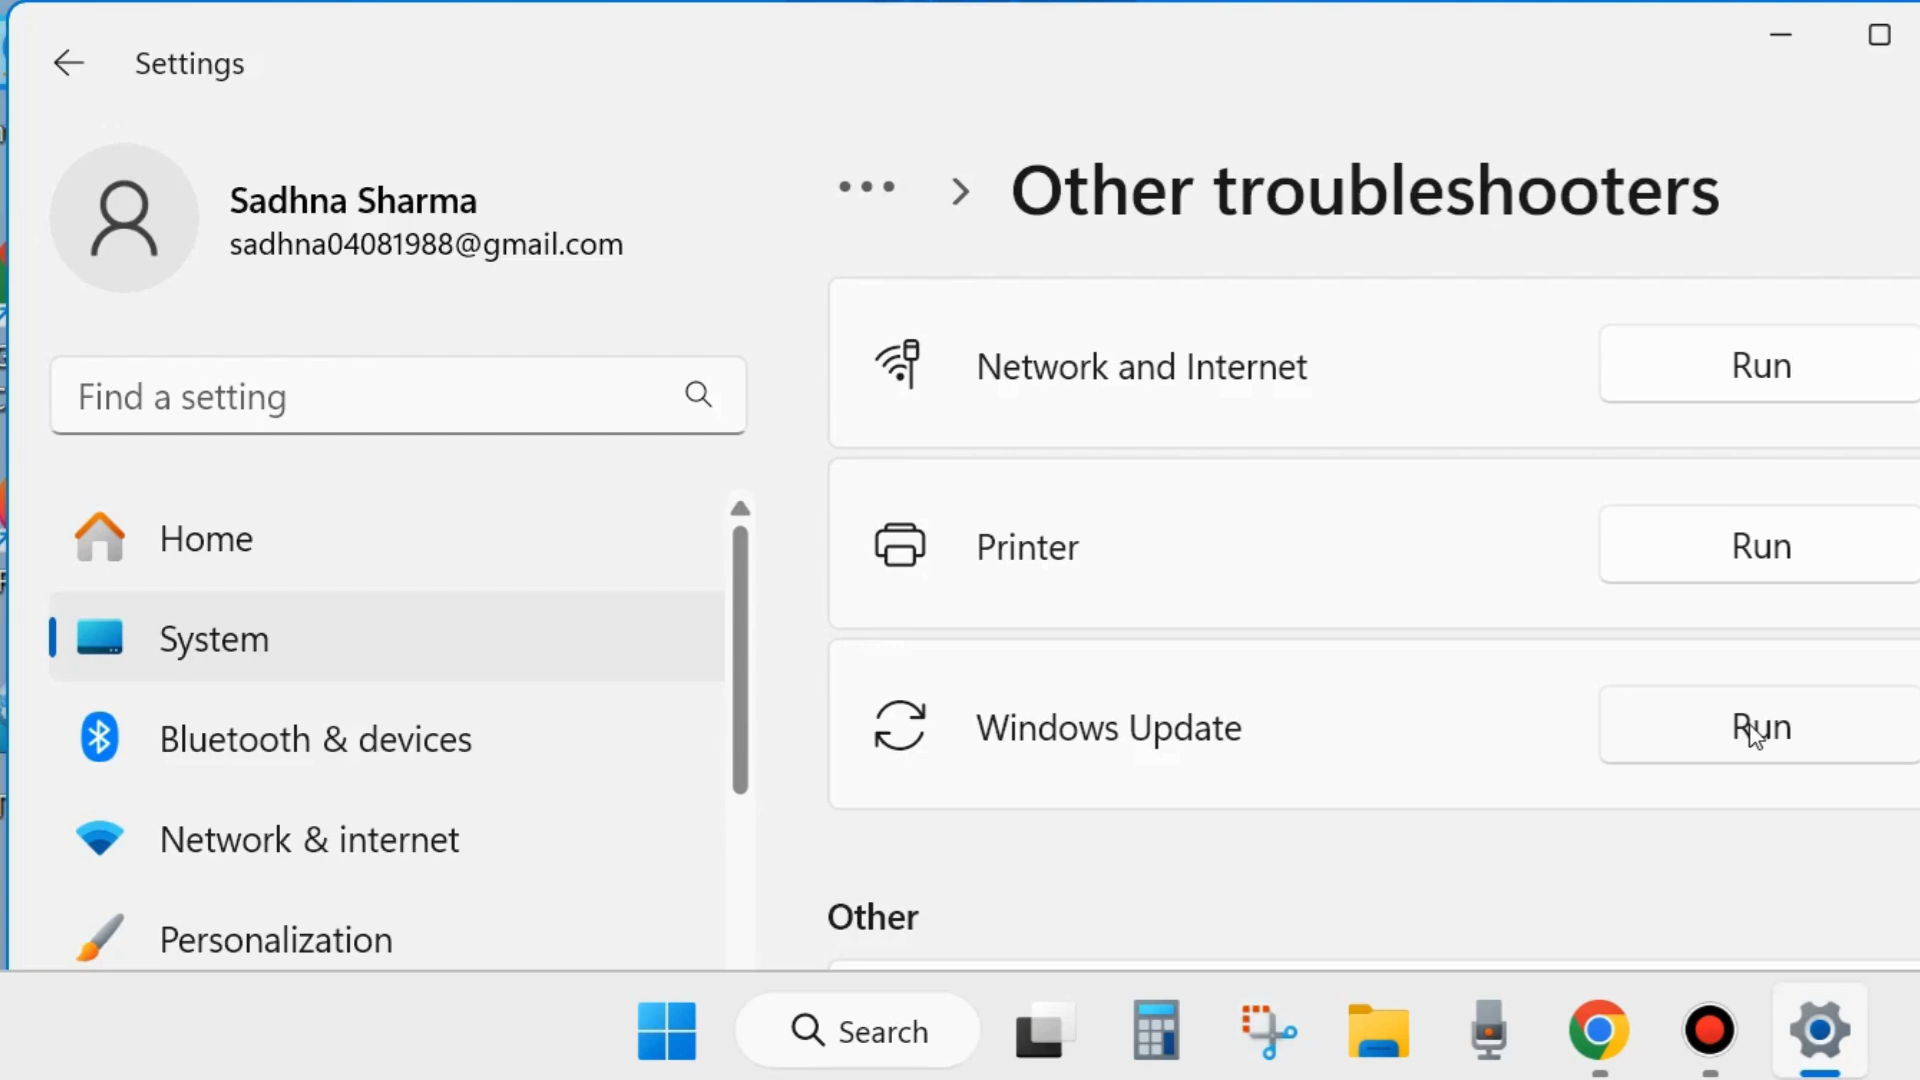 Settings
Sadhna Sharma
sadhna04081988@gmail.com
Find a setting
Home
System
Bluetooth & devices
Network & internet
Personalization
Other troubleshooters
Network and Internet
Run
Printer
Run
Windows Update
Run
Other
Search